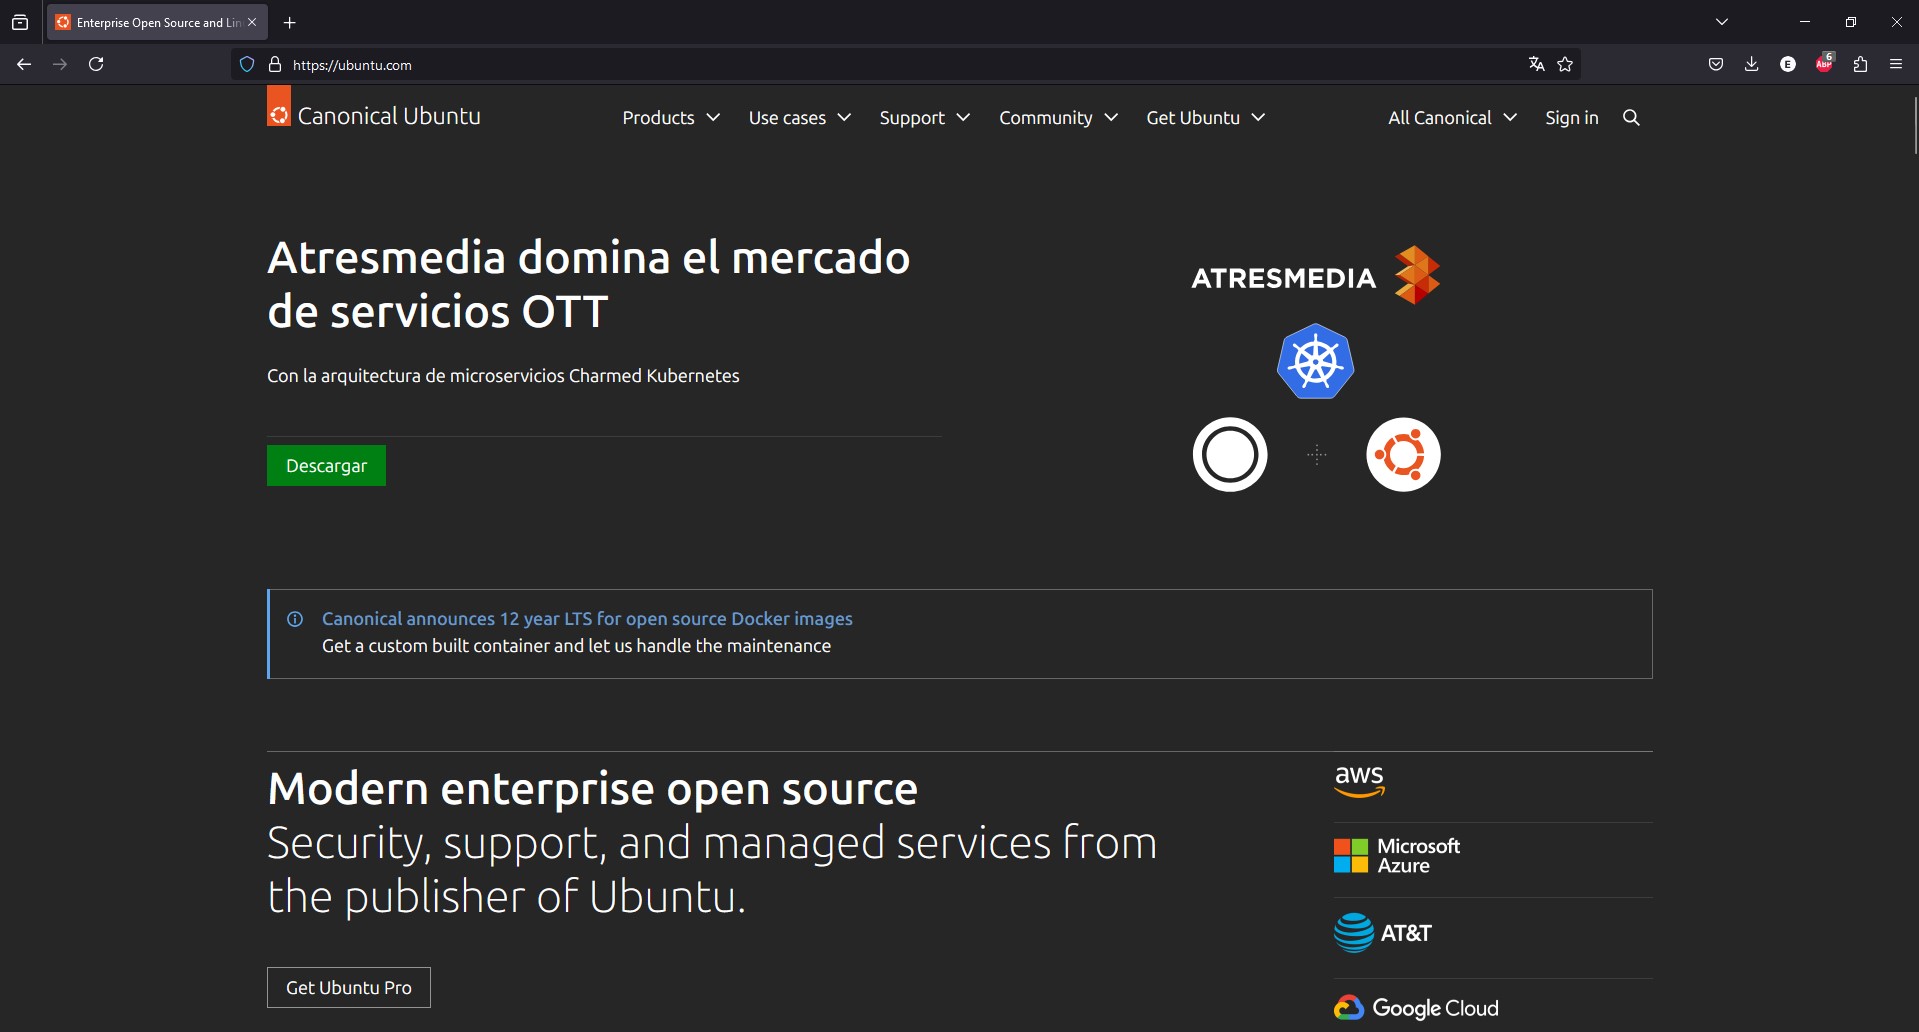 Enterprise Open Source and Lin
https://ubuntu.com
E
ABP
6
Canonical Ubuntu
Products
Use cases
Support
Community
Get Ubuntu
All Canonical
Sign in
Atresmedia domina el mercado
de servicios OTT
Con la arquitectura de microservicios Charmed Kubernetes
Descargar
ATRESMEDIA
Canonical announces 12 year LTS for open source Docker images
Get a custom built container and let us handle the maintenance
Modern enterprise open source
Security, support, and managed services from
the publisher of Ubuntu.
Get Ubuntu Pro
aws
Microsoft
Azure
AT&T
Google Cloud